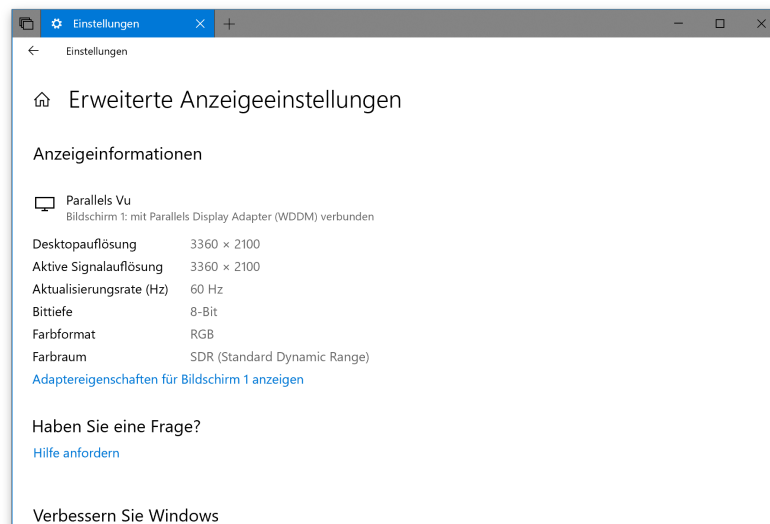 Einstellungen
Einstellungen
Erweiterte Anzeigeeinstellungen
Anzeigeinformationen
Parallels Vu
Bildschirm 1: mit Parallels Display Adapter (WDDM) verbunden
Desktopauflösung 3360 × 2100
Aktive Signalauflösung 3360 × 2100
Aktualisierungsrate (Hz) 60 Hz
Bittiefe 8-Bit
Farbformat RGB
Farbraum SDR (Standard Dynamic Range)
Adaptereigenschaften für Bildschirm 1 anzeigen
Haben Sie eine Frage?
Hilfe anfordern
Verbessern Sie Windows